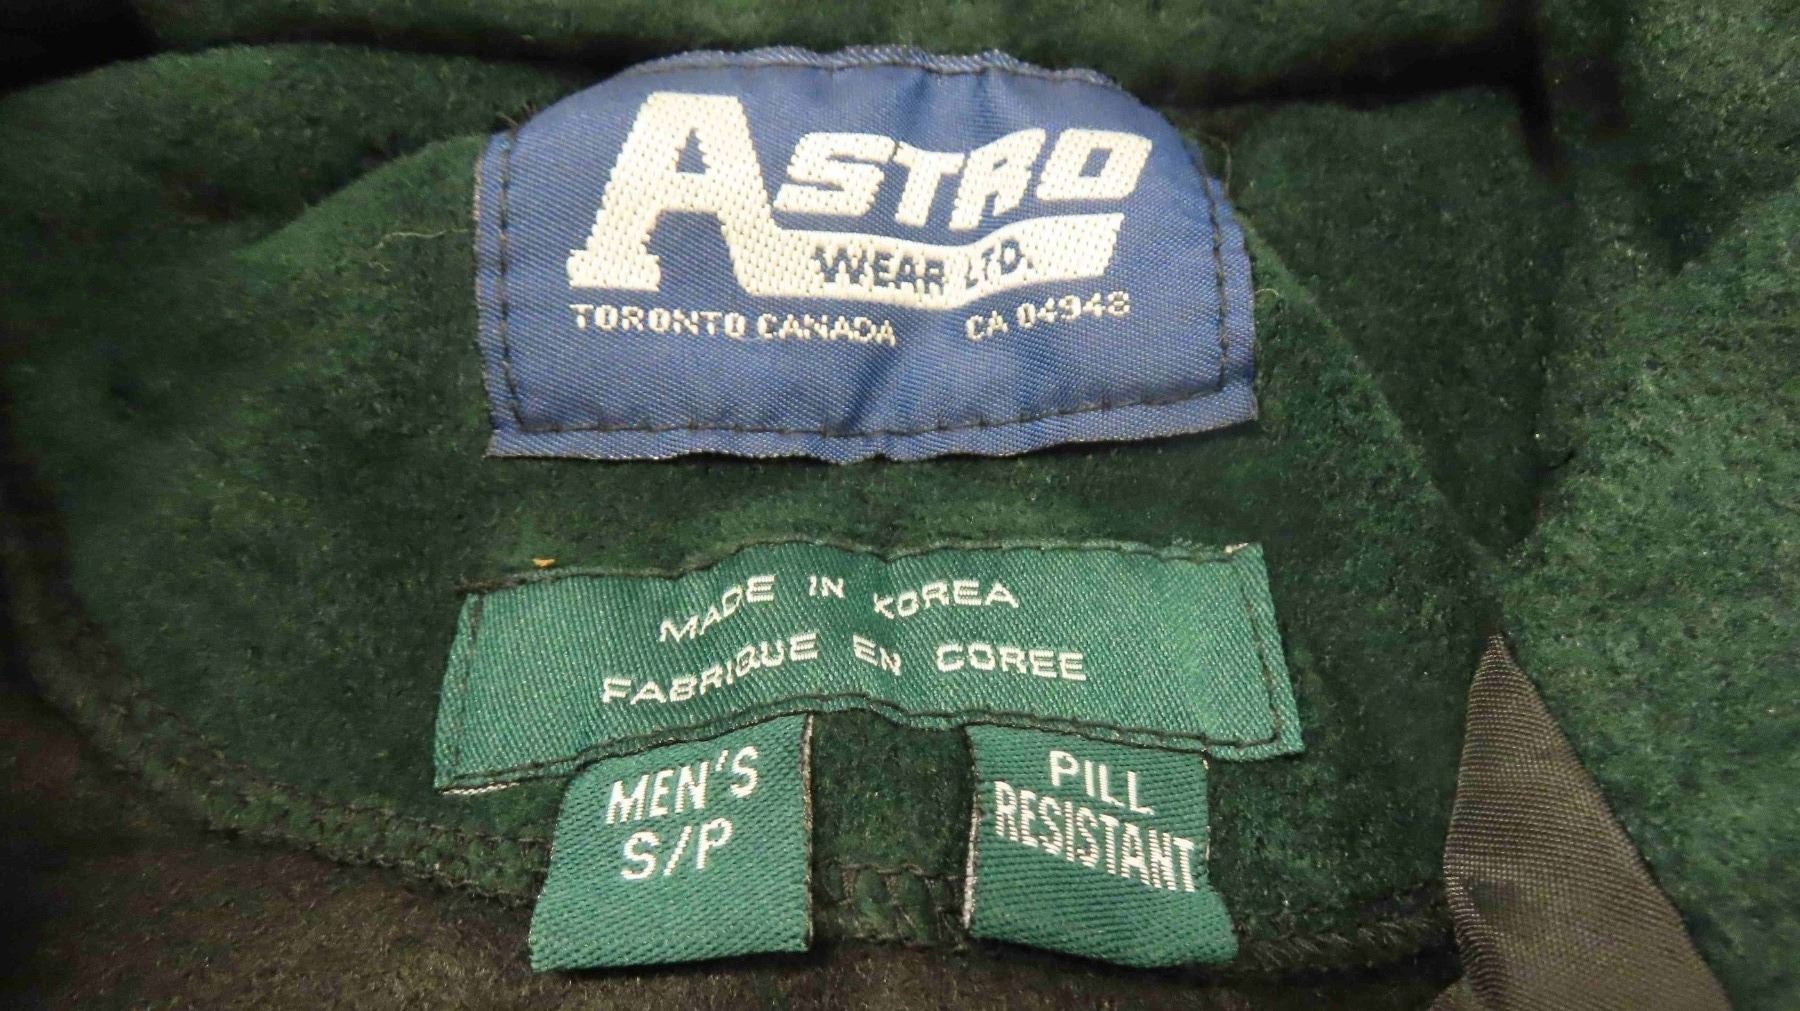 ASTRO
WEAR LTD.
TORONTO CANADA CA 04948
MADE IN KOREA
FABRIQUE EN COREE
MEN'S
S/P
PILL
RESISTANT